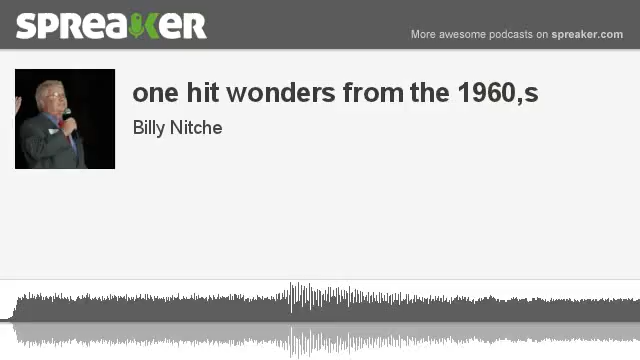 SPREAKER
More awesome podcasts on spreaker.com
one hit wonders from the 1960,s
Billy Nitche